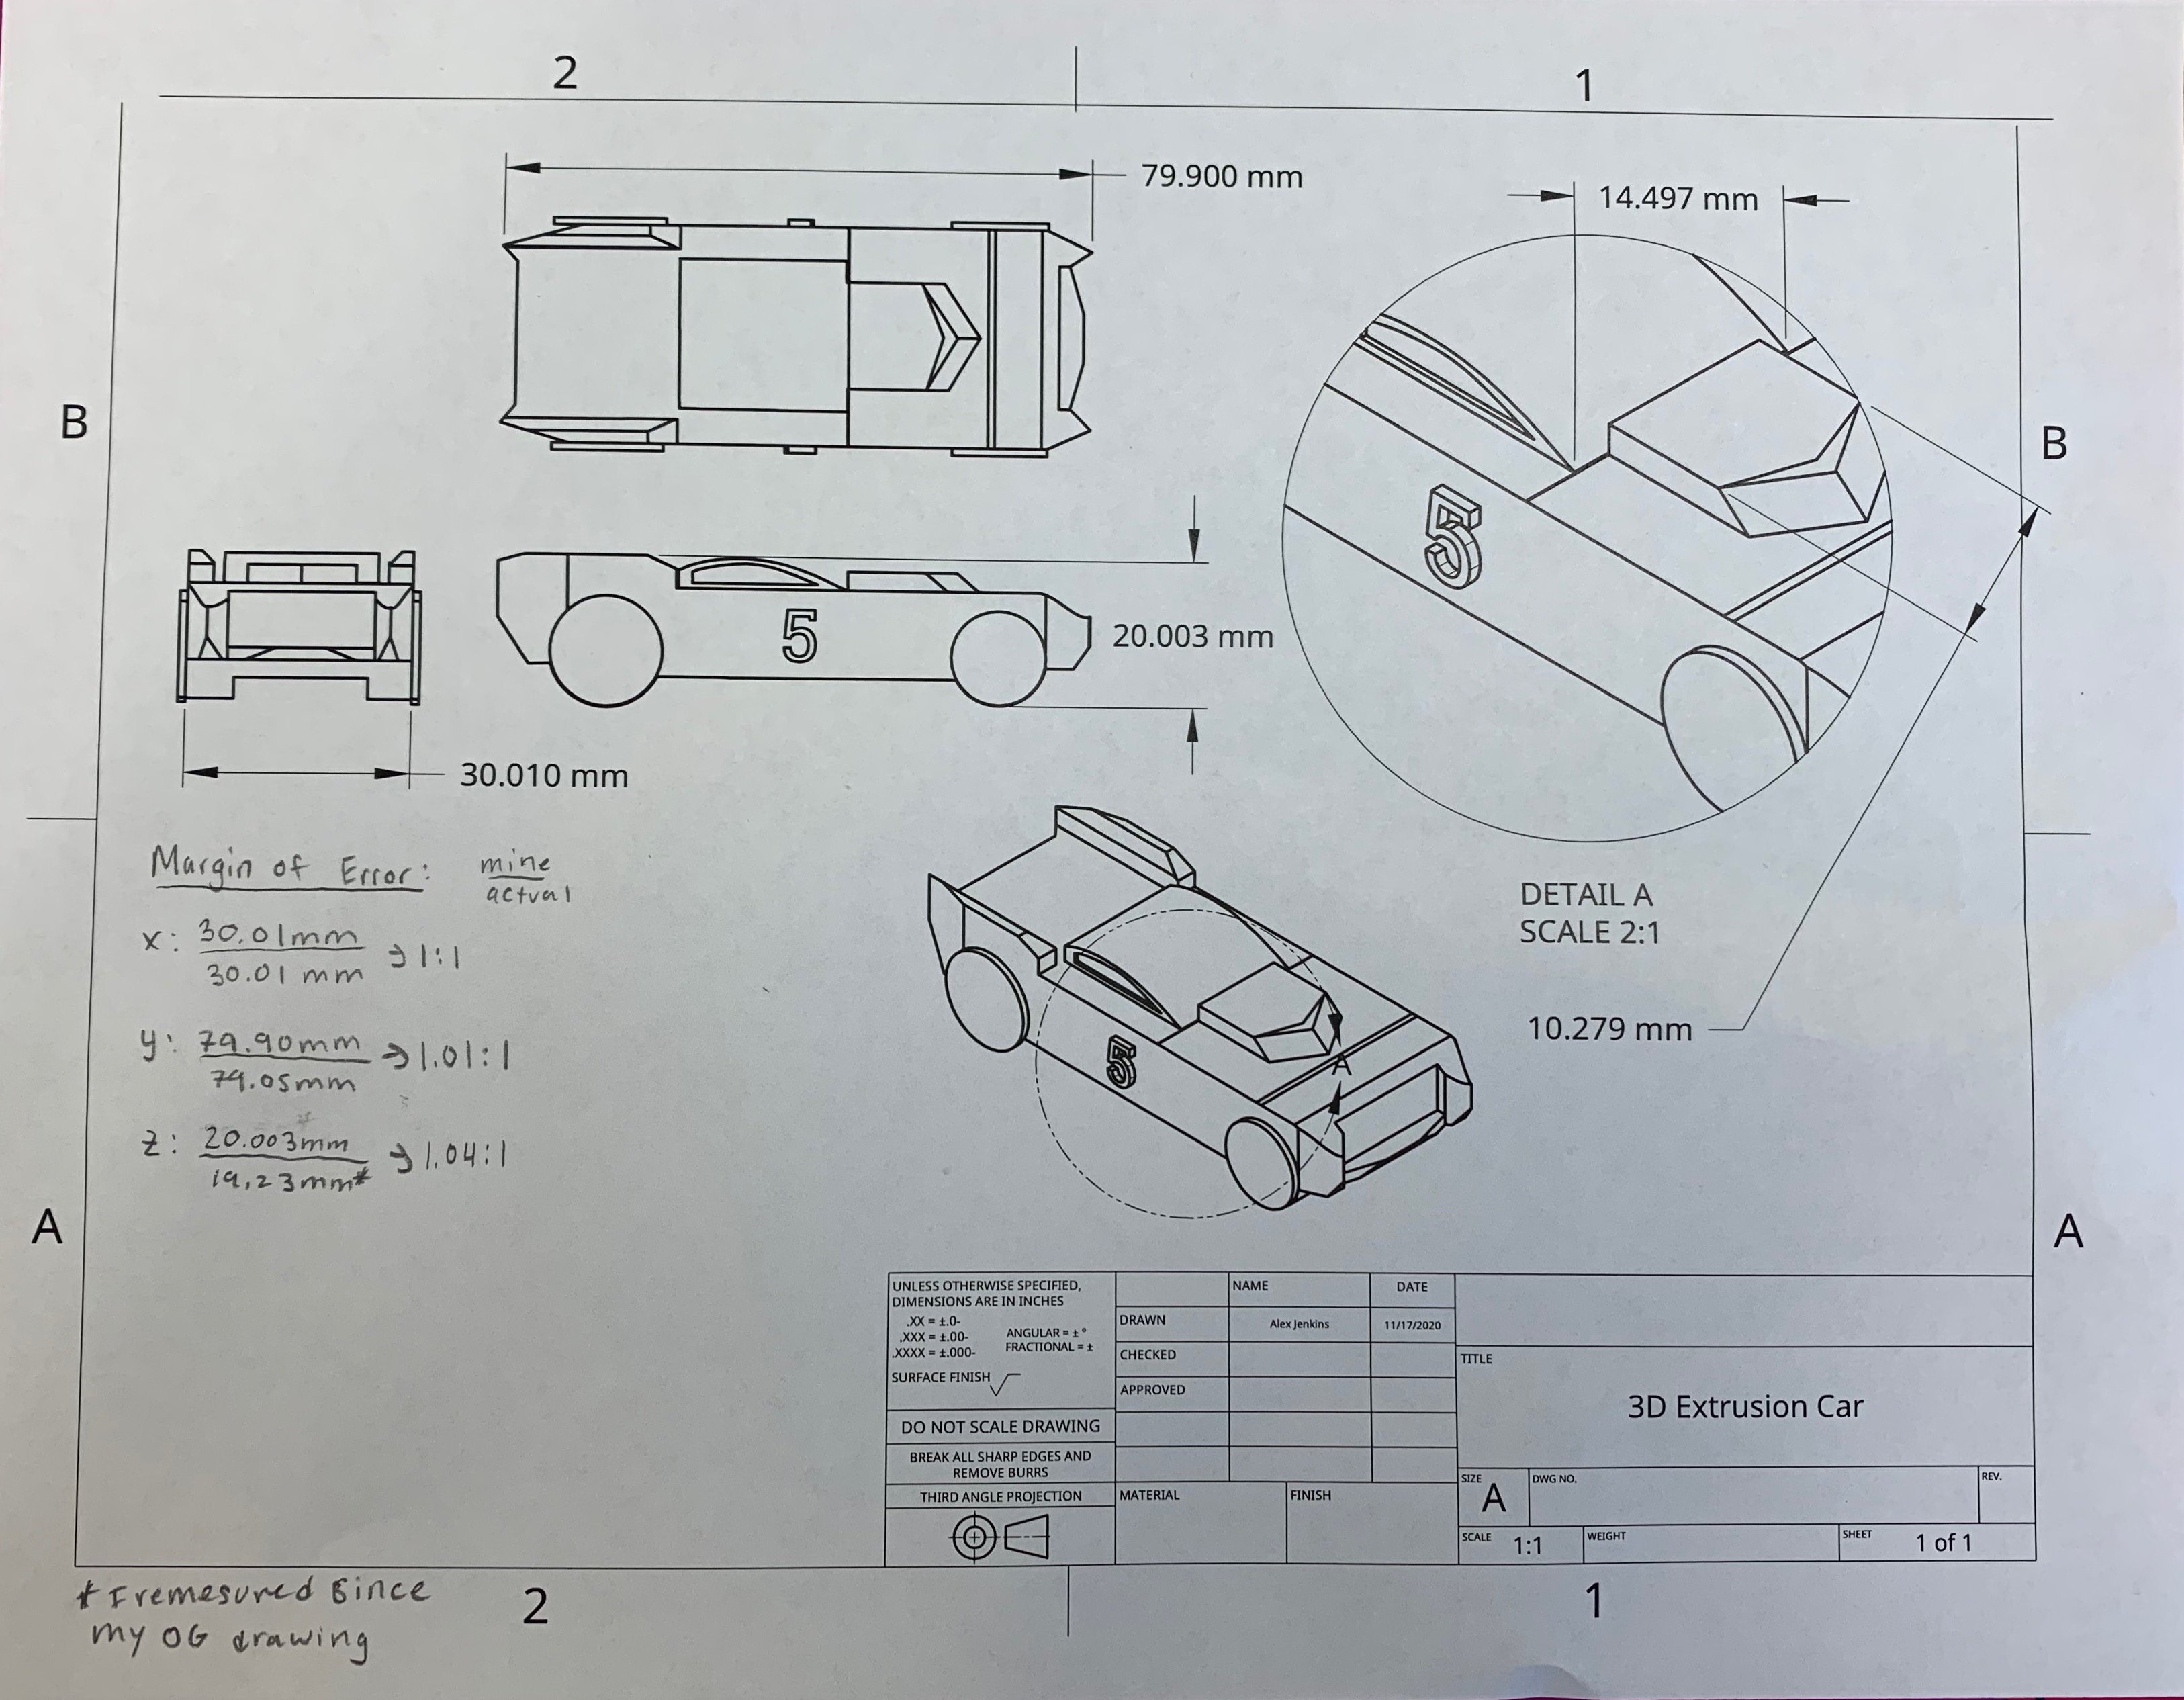 2
1
79.900 mm
14.497 mm
B
B
5
5
20.003 mm
30.010 mm
Margin of Error: mine
actual
x: 30.01mm
30.01 mm → 1:1
y: 79.90mm
79.05mm → 1.01:1
z: 20.003mm
19.23mm* → 1.04:1
DETAIL A
SCALE 2:1
10.279 mm
5
A
A
A
UNLESS OTHERWISE SPECIFIED,
DIMENSIONS ARE IN INCHES
.XX = ±.0-
.XXX = ±.00-
.XXXX = ±.000-
ANGULAR = ± °
FRACTIONAL = ±
SURFACE FINISH
DO NOT SCALE DRAWING
BREAK ALL SHARP EDGES AND
REMOVE BURRS
THIRD ANGLE PROJECTION
NAME DATE
DRAWN Alex Jenkins 11/17/2020
CHECKED
APPROVED
MATERIAL FINISH
TITLE
3D Extrusion Car
SIZE
A
DWG NO.
REV.
SCALE 1:1
WEIGHT
SHEET 1 of 1
2
1
* I remesured Since
my OG drawing